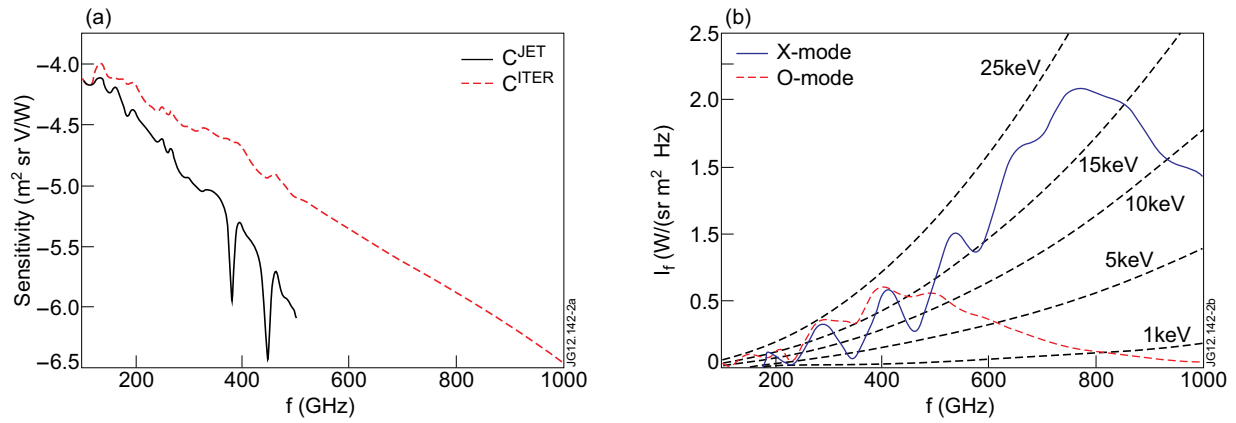 (a)
C^JET
C^ITER
Sensitivity (m² sr V/W)
−4.0
−4.5
−5.0
−5.5
−6.0
−6.5
200
400
600
800
1000
f (GHz)
JG12.142-2a
(b)
X-mode
O-mode
25keV
15keV
10keV
5keV
1keV
I_f (W/(sr m² Hz)
2.5
2.0
1.5
1.5
0.5
0
200
400
600
800
1000
f (GHz)
JG12.142-2b